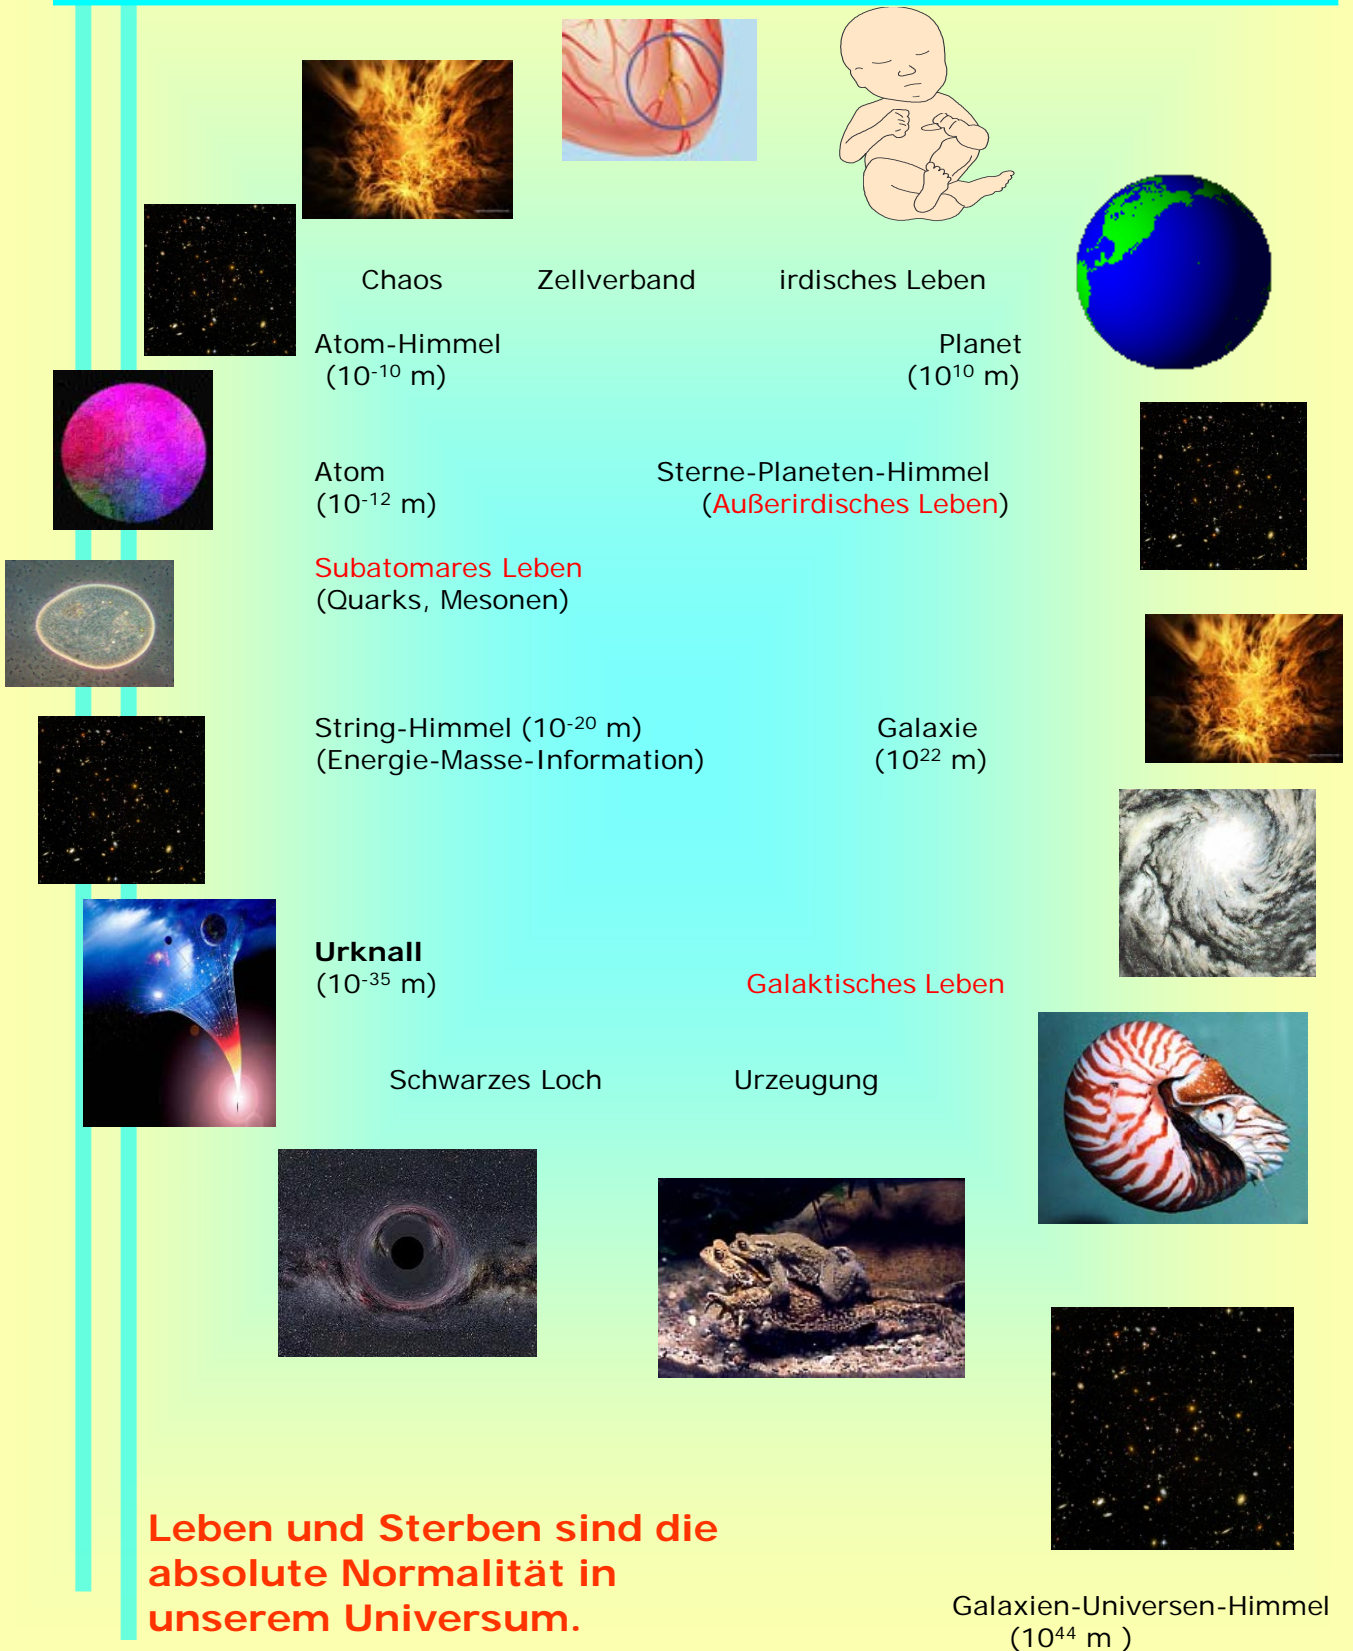 Chaos Zellverband irdisches Leben
Atom-Himmel Planet
(10⁻¹⁰ m) (10¹⁰ m)
Atom Sterne-Planeten-Himmel
(10⁻¹² m) (Außerirdisches Leben)
Subatomares Leben
(Quarks, Mesonen)
String-Himmel (10⁻²⁰ m) Galaxie
(Energie-Masse-Information) (10²² m)
Urknall
(10⁻³⁵ m) Galaktisches Leben
Schwarzes Loch Urzeugung
Leben und Sterben sind die
absolute Normalität in
unserem Universum.
Galaxien-Universen-Himmel
(10⁴⁴ m )